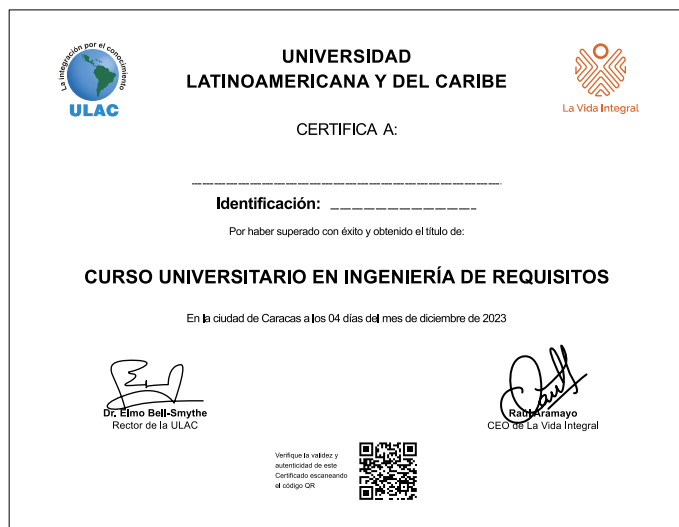 La integración por el conocimiento
ULAC
UNIVERSIDAD
LATINOAMERICANA Y DEL CARIBE
La Vida Integral
CERTIFICA A:
Identificación:
Por haber superado con éxito y obtenido el título de:
CURSO UNIVERSITARIO EN INGENIERÍA DE REQUISITOS
En la ciudad de Caracas a los 04 días del mes de diciembre de 2023
Dr. Elmo Bell-Smythe
Rector de la ULAC
Raúl Aramayo
CEO de La Vida Integral
Verifique la validez y
autenticidad de este
Certificado escaneando
el código QR